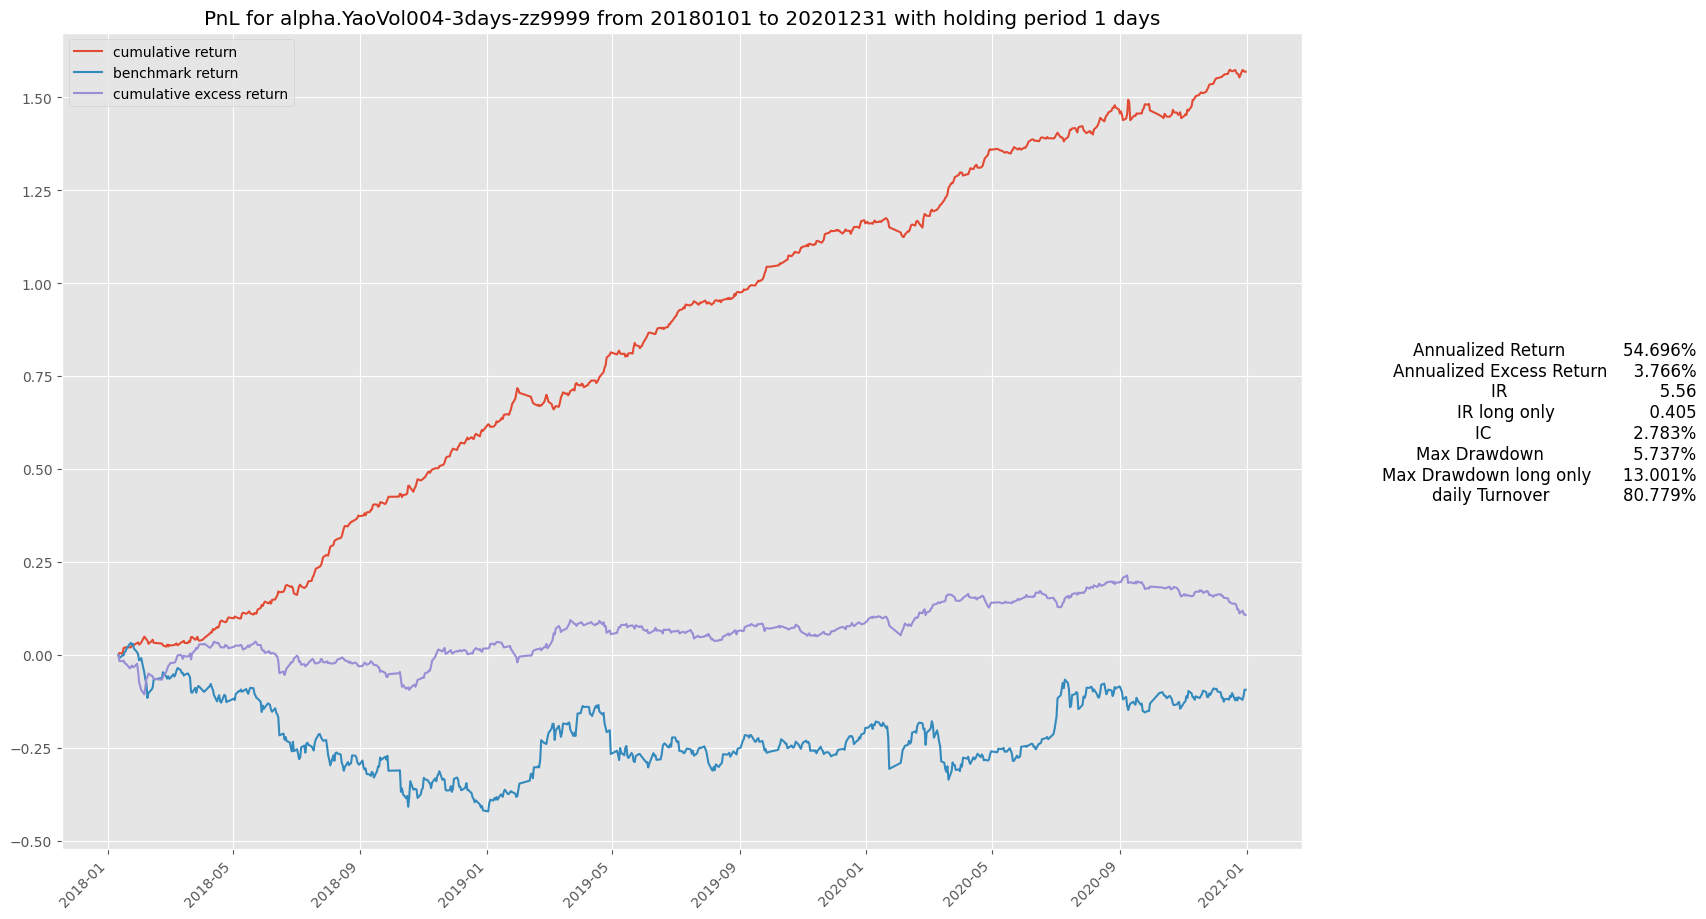 PnL for alpha.YaoVol004-3days-zz9999 from 20180101 to 20201231 with holding period 1 days
cumulative return
benchmark return
cumulative excess return
1.50
1.25
1.00
0.75
0.50
0.25
0.00
−0.25
−0.50
2018-01
2018-05
2018-09
2019-01
2019-05
2019-09
2020-01
2020-05
2020-09
2021-01
Annualized Return 54.696%
Annualized Excess Return 3.766%
IR 5.56
IR long only 0.405
IC 2.783%
Max Drawdown 5.737%
Max Drawdown long only 13.001%
daily Turnover 80.779%